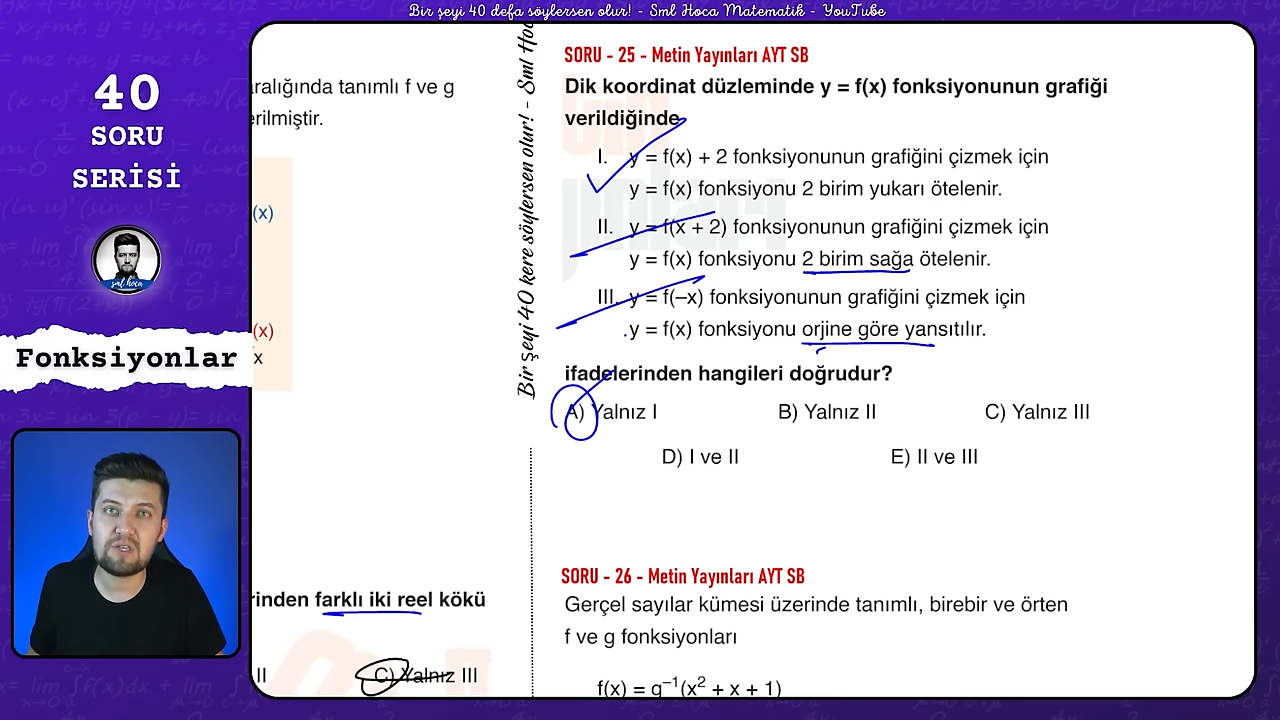 Bir şeyi 40 defa söylersen olur! - Sml Hoca Matematik - YouTube
40
SORU
SERİSİ
sml hoca
Fonksiyonlar
ralığında tanımlı f ve g
erilmiştir.
(x)
(x)
x
rinden farklı iki reel kökü
II
C) Yalnız III
Bir şeyi 40 kere söylersen olur! - Sml Hoc
SORU - 25 - Metin Yayınları AYT SB
Dik koordinat düzleminde y = f(x) fonksiyonunun grafiği
verildiğinde
I. y = f(x) + 2 fonksiyonunun grafiğini çizmek için
y = f(x) fonksiyonu 2 birim yukarı ötelenir.
II. y = f(x + 2) fonksiyonunun grafiğini çizmek için
y = f(x) fonksiyonu 2 birim sağa ötelenir.
III. y = f(–x) fonksiyonunun grafiğini çizmek için
y = f(x) fonksiyonu orjine göre yansıtılır.
ifadelerinden hangileri doğrudur?
A) Yalnız I B) Yalnız II C) Yalnız III
D) I ve II E) II ve III
SORU - 26 - Metin Yayınları AYT SB
Gerçel sayılar kümesi üzerinde tanımlı, birebir ve örten
f ve g fonksiyonları
f(x) = g⁻¹(x² + x + 1)